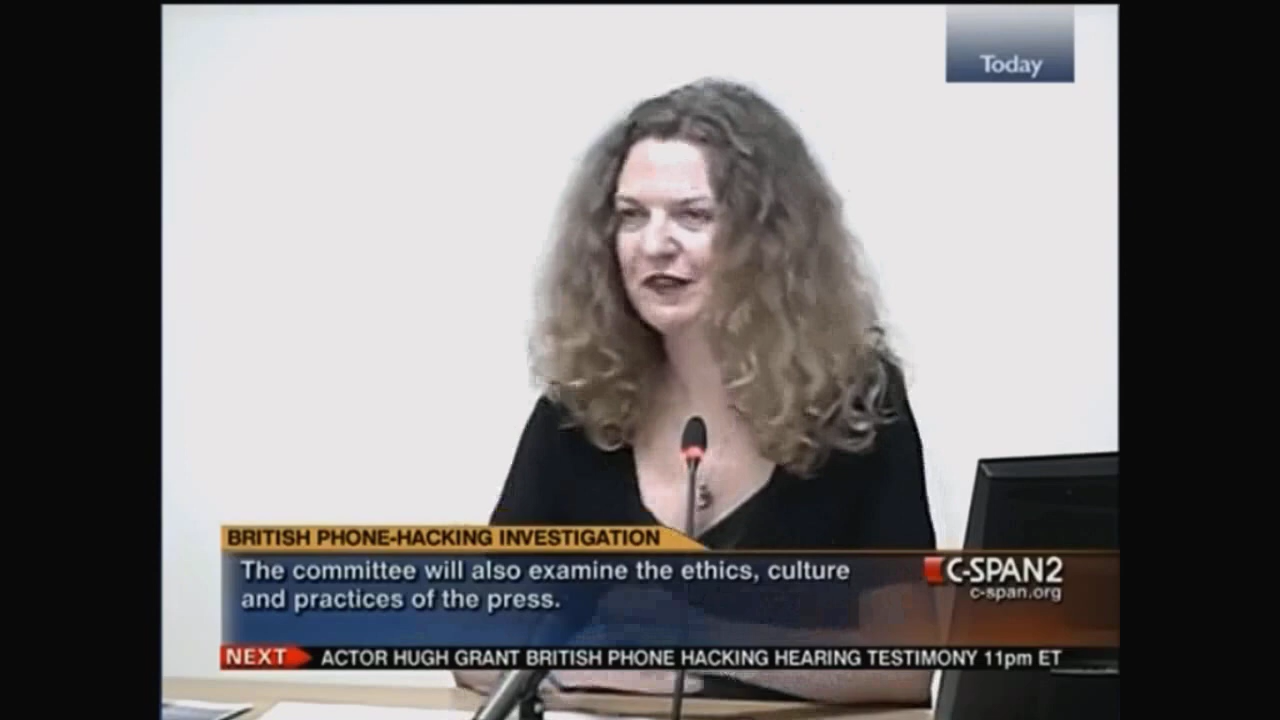 Today
BRITISH PHONE-HACKING INVESTIGATION
The committee will also examine the ethics, culture
and practices of the press.
C-SPAN2
c-span.org
NEXT
ACTOR HUGH GRANT BRITISH PHONE HACKING HEARING TESTIMONY 11pm ET